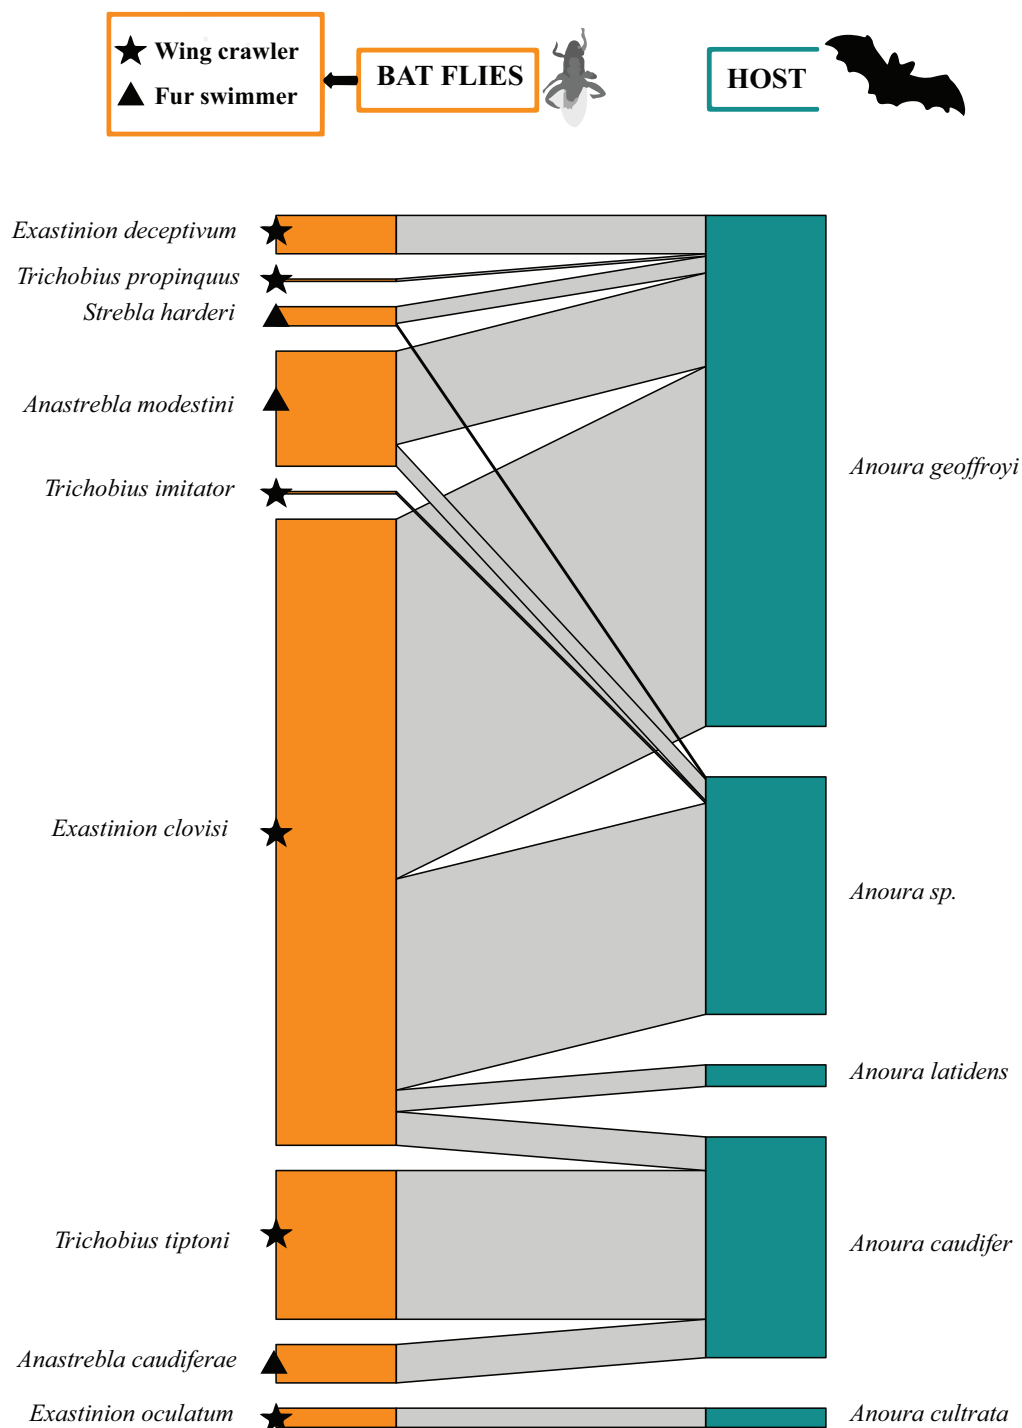 Wing crawler
Fur swimmer
BAT FLIES
HOST
Exastinion deceptivum
Trichobius propinquus
Strebla harderi
Anastrebla modestini
Trichobius imitator
Exastinion clovisi
Trichobius tiptoni
Anastrebla caudiferae
Exastinion oculatum
Anoura geoffroyi
Anoura sp.
Anoura latidens
Anoura caudifer
Anoura cultrata